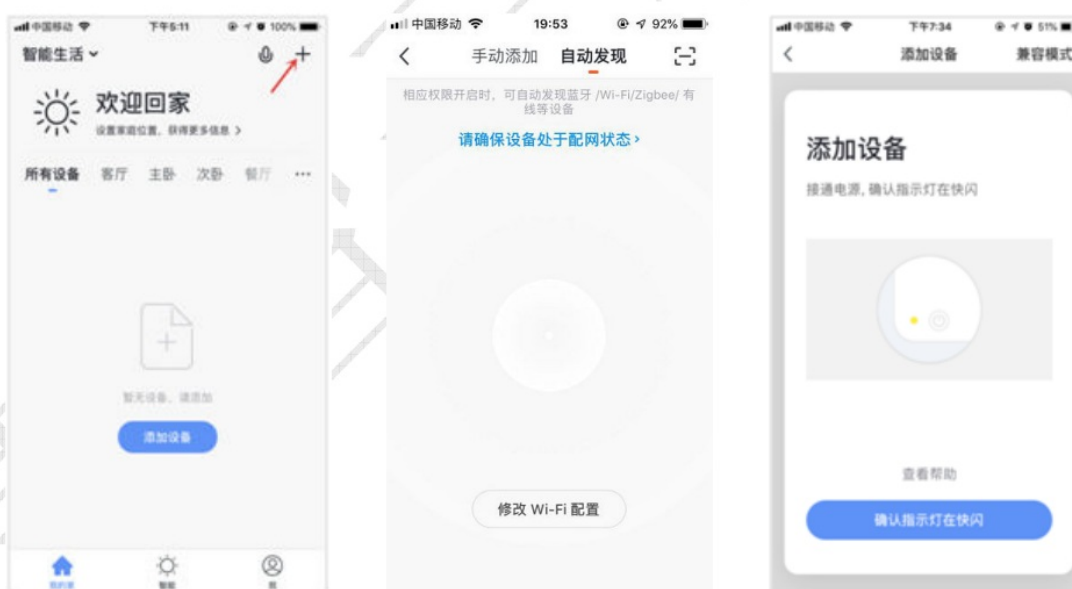 中国移动 下午5:11 100%
智能生活
欢迎回家
设置家庭位置，获得更多信息 >
所有设备 客厅 主卧 次卧 餐厅 ...
暂无设备，请添加
添加设备
我的家 智能 我
中国移动 19:53 92%
手动添加 自动发现
相应权限开启时，可自动发现蓝牙 /Wi-Fi/Zigbee/ 有
线等设备
请确保设备处于配网状态 >
修改 Wi-Fi 配置
中国移动 下午7:34 51%
添加设备 兼容模式
添加设备
接通电源, 确认指示灯在快闪
查看帮助
确认指示灯在快闪